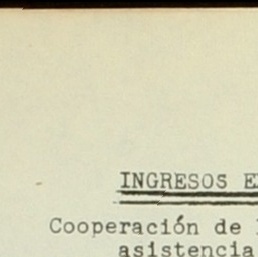 INGRESOS E
Cooperación de
asistencia